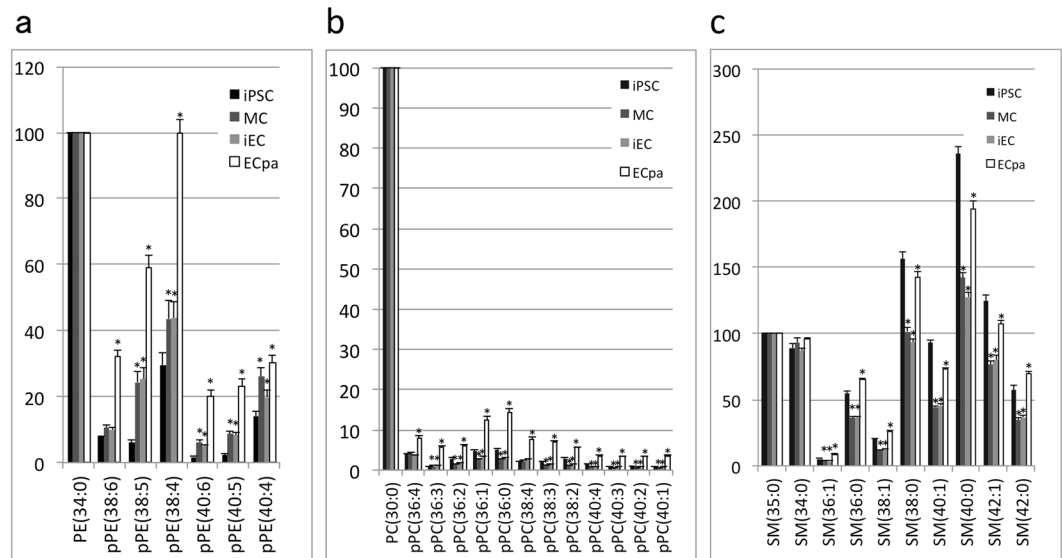 a
120
100
80
60
40
20
0
iPSC
MC
iEC
ECpa
* * * * * * * * * * * * * * *
PE(34:0) pPE(38:6) pPE(38:5) pPE(38:4) pPE(40:6) pPE(40:5) pPE(40:4)
b
100
90
80
70
60
50
40
30
20
10
0
iPSC
MC
iEC
ECpa
PC(30:0) pPC(36:4) pPC(36:3) pPC(36:2) pPC(36:1) pPC(36:0) pPC(38:4) pPC(38:3) pPC(38:2) pPC(40:4) pPC(40:3) pPC(40:2) pPC(40:1)
c
300
250
200
150
100
50
0
iPSC
MC
iEC
ECpa
SM(35:0) SM(34:0) SM(36:1) SM(36:0) SM(38:1) SM(38:0) SM(40:1) SM(40:0) SM(42:1) SM(42:0)